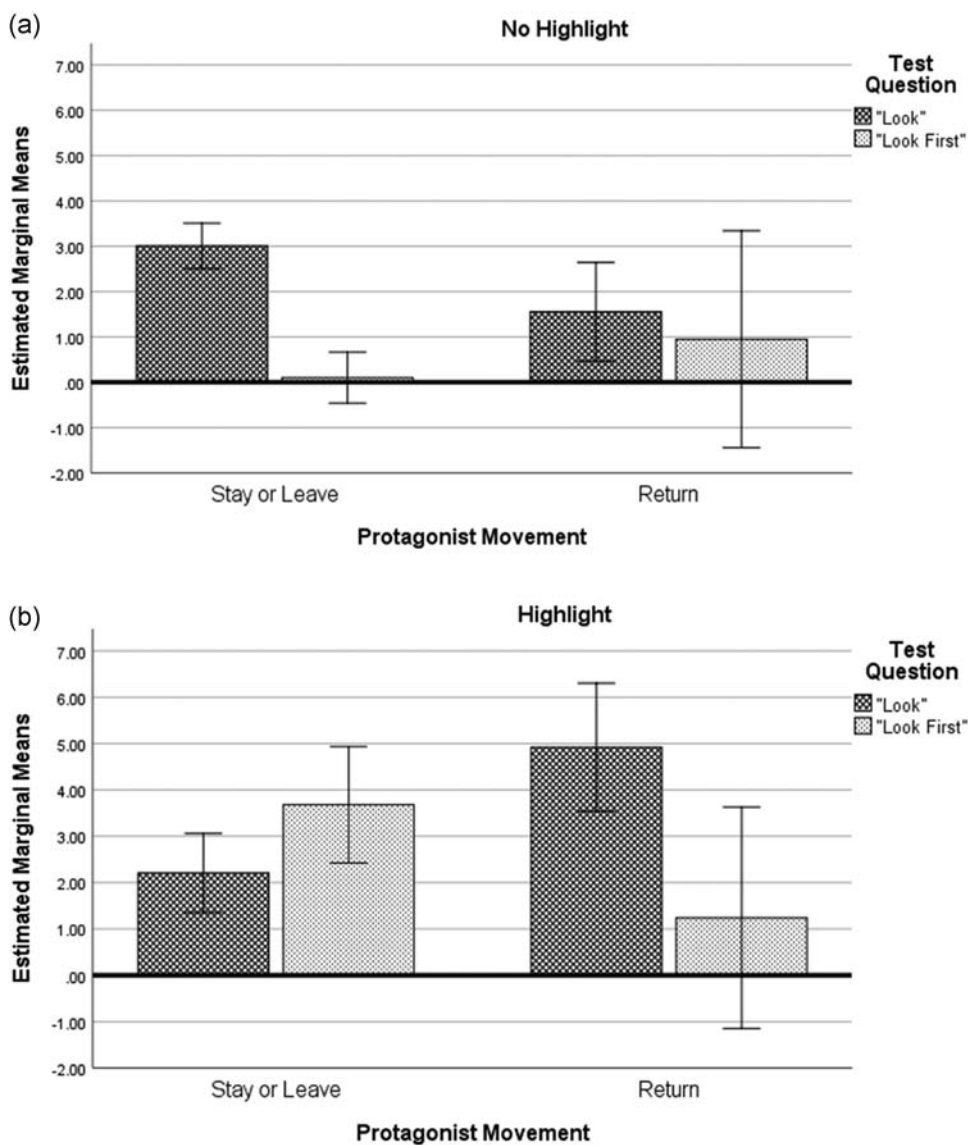 (a)
No Highlight
Test
Question
"Look"
"Look First"
Estimated Marginal Means
7.00
6.00
5.00
4.00
3.00
2.00
1.00
.00
-1.00
-2.00
Stay or Leave
Return
Protagonist Movement
(b)
Highlight
Test
Question
"Look"
"Look First"
Estimated Marginal Means
7.00
6.00
5.00
4.00
3.00
2.00
1.00
.00
-1.00
-2.00
Stay or Leave
Return
Protagonist Movement